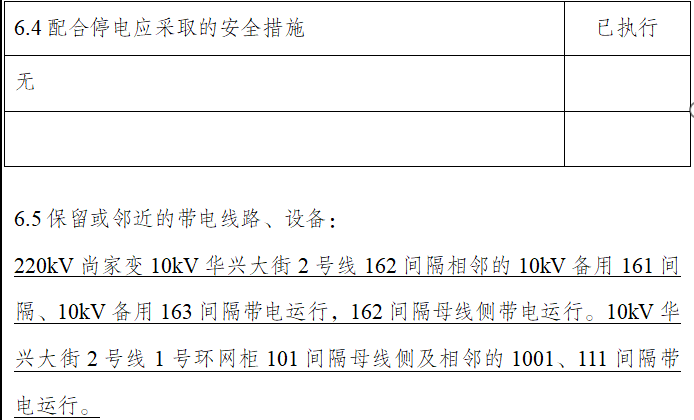 6.4 配合停电应采取的安全措施 已执行
无
6.5 保留或邻近的带电线路、设备：
220kV 尚家变 10kV 华兴大街 2 号线 162 间隔相邻的 10kV 备用 161 间
隔、10kV 备用 163 间隔带电运行，162 间隔母线侧带电运行。10kV 华
兴大街 2 号线 1 号环网柜 101 间隔母线侧及相邻的 1001、111 间隔带
电运行。